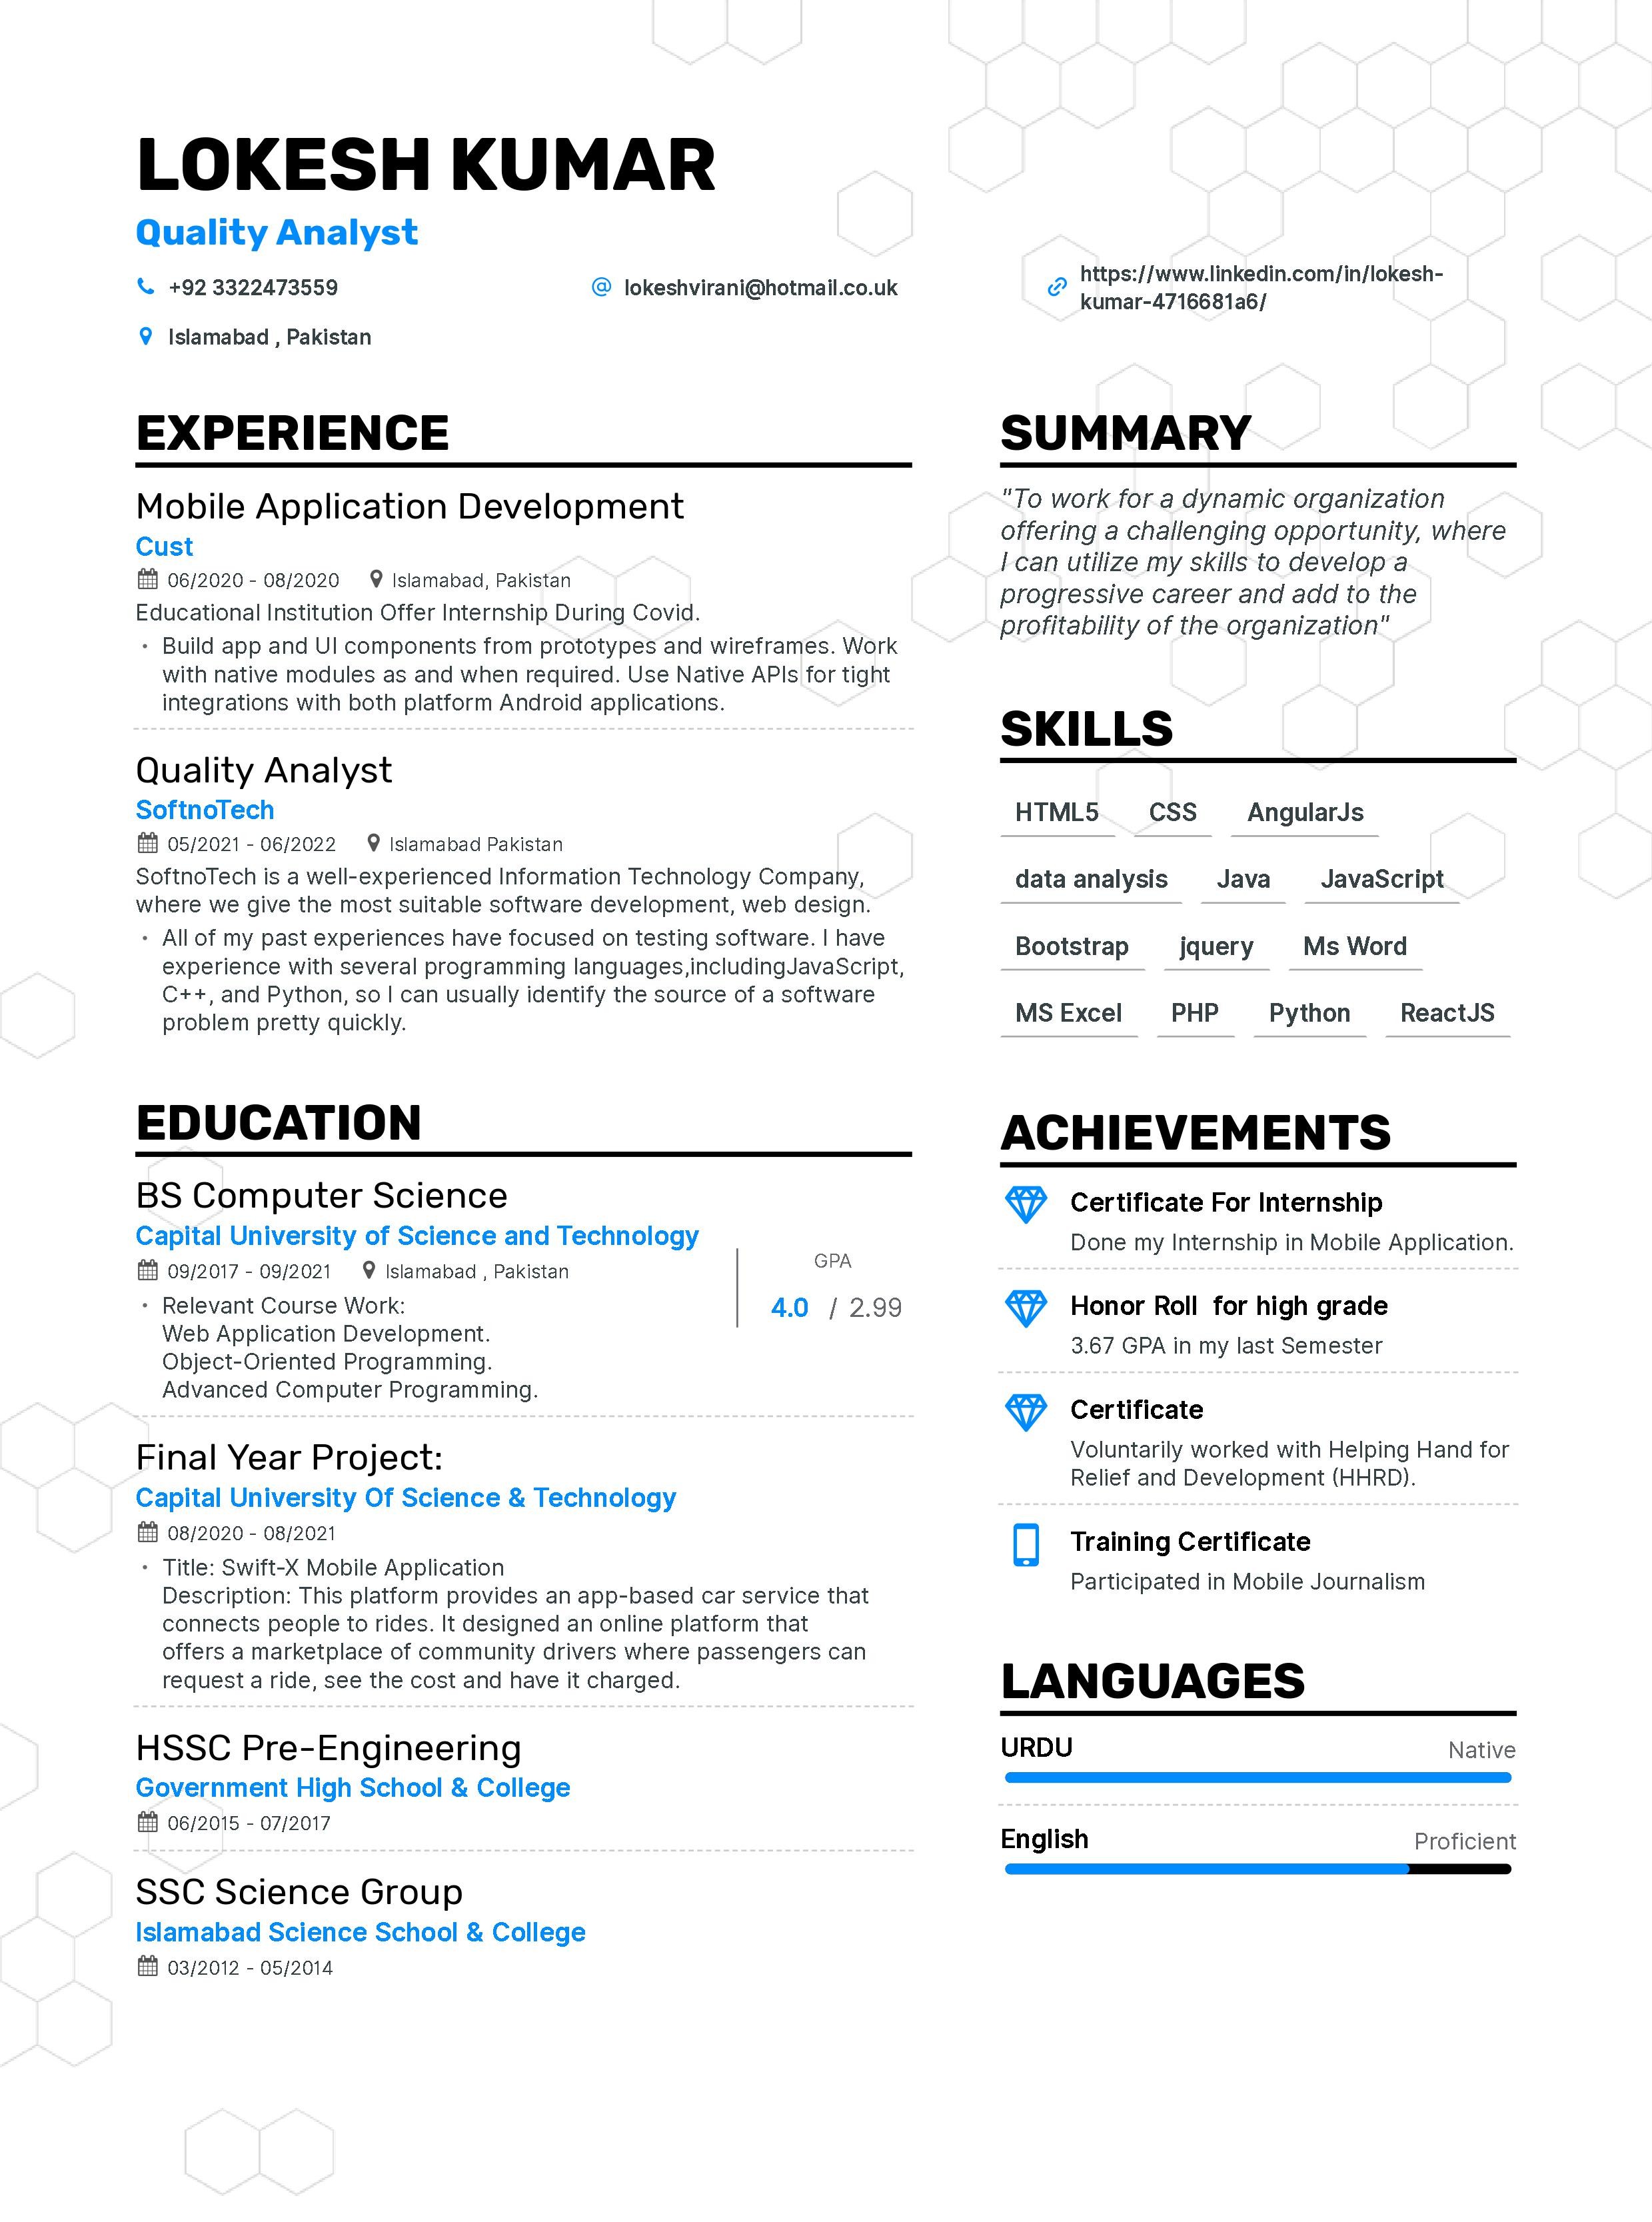 LOKESH KUMAR
Quality Analyst
+92 3322473559
lokeshvirani@hotmail.co.uk
https://www.linkedin.com/in/lokesh-
kumar-4716681a6/
Islamabad , Pakistan
EXPERIENCE
Mobile Application Development
Cust
06/2020 - 08/2020 Islamabad, Pakistan
Educational Institution Offer Internship During Covid.
• Build app and UI components from prototypes and wireframes. Work
with native modules as and when required. Use Native APIs for tight
integrations with both platform Android applications.
Quality Analyst
SoftnoTech
05/2021 - 06/2022 Islamabad Pakistan
SoftnoTech is a well-experienced Information Technology Company,
where we give the most suitable software development, web design.
• All of my past experiences have focused on testing software. I have
experience with several programming languages,includingJavaScript,
C++, and Python, so I can usually identify the source of a software
problem pretty quickly.
EDUCATION
BS Computer Science
Capital University of Science and Technology
09/2017 - 09/2021 Islamabad , Pakistan
• Relevant Course Work:
Web Application Development.
Object-Oriented Programming.
Advanced Computer Programming.
GPA
4.0 / 2.99
Final Year Project:
Capital University Of Science & Technology
08/2020 - 08/2021
• Title: Swift-X Mobile Application
Description: This platform provides an app-based car service that
connects people to rides. It designed an online platform that
offers a marketplace of community drivers where passengers can
request a ride, see the cost and have it charged.
HSSC Pre-Engineering
Government High School & College
06/2015 - 07/2017
SSC Science Group
Islamabad Science School & College
03/2012 - 05/2014
SUMMARY
"To work for a dynamic organization
offering a challenging opportunity, where
I can utilize my skills to develop a
progressive career and add to the
profitability of the organization"
SKILLS
HTML5 CSS AngularJs
data analysis Java JavaScript
Bootstrap jquery Ms Word
MS Excel PHP Python ReactJS
ACHIEVEMENTS
Certificate For Internship
Done my Internship in Mobile Application.
Honor Roll for high grade
3.67 GPA in my last Semester
Certificate
Voluntarily worked with Helping Hand for
Relief and Development (HHRD).
Training Certificate
Participated in Mobile Journalism
LANGUAGES
URDU Native
English Proficient